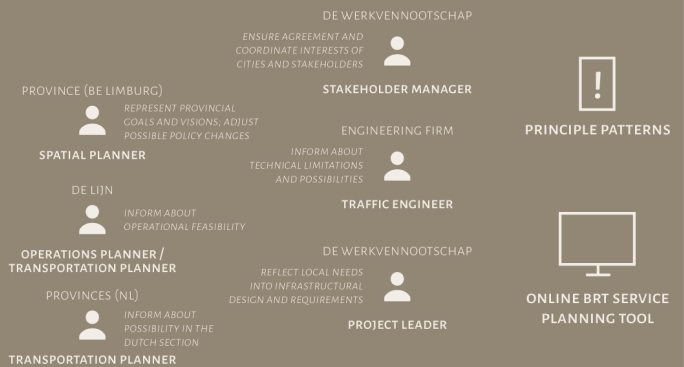 PROVINCE (BE LIMBURG)
REPRESENT PROVINCIAL
GOALS AND VISIONS; ADJUST
POSSIBLE POLICY CHANGES
SPATIAL PLANNER
DE LIJN
INFORM ABOUT
OPERATIONAL FEASIBILITY
OPERATIONS PLANNER /
TRANSPORTATION PLANNER
PROVINCES (NL)
INFORM ABOUT
POSSIBILITY IN THE
DUTCH SECTION
TRANSPORTATION PLANNER
DE WERKVENNOOTSCHAP
ENSURE AGREEMENT AND
COORDINATE INTERESTS OF
CITIES AND STAKEHOLDERS
STAKEHOLDER MANAGER
ENGINEERING FIRM
INFORM ABOUT
TECHNICAL LIMITATIONS
AND POSSIBILITIES
TRAFFIC ENGINEER
DE WERKVENNOOTSCHAP
REFLECT LOCAL NEEDS
INTO INFRASTRUCTURAL
DESIGN AND REQUIREMENTS
PROJECT LEADER
!
PRINCIPLE PATTERNS
ONLINE BRT SERVICE
PLANNING TOOL